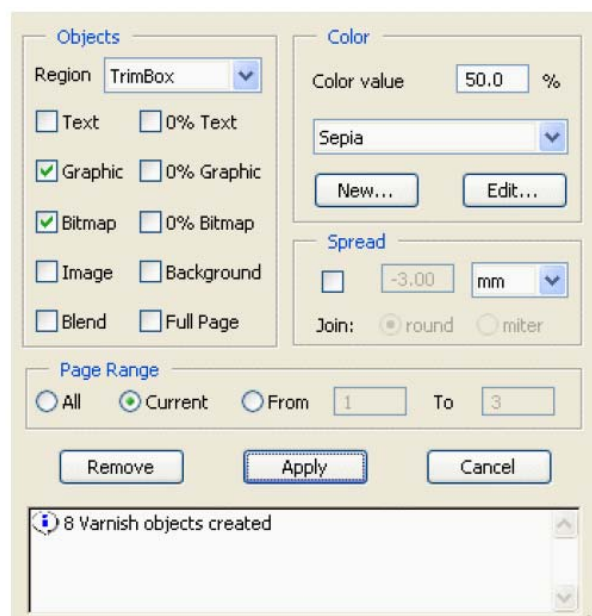 Objects
Region TrimBox
Text 0% Text
Graphic 0% Graphic
Bitmap 0% Bitmap
Image Background
Blend Full Page
Color
Color value 50.0 %
Sepia
New... Edit...
Spread
-3.00 mm
Join: round miter
Page Range
All Current From 1 To 3
Remove Apply Cancel
8 Varnish objects created